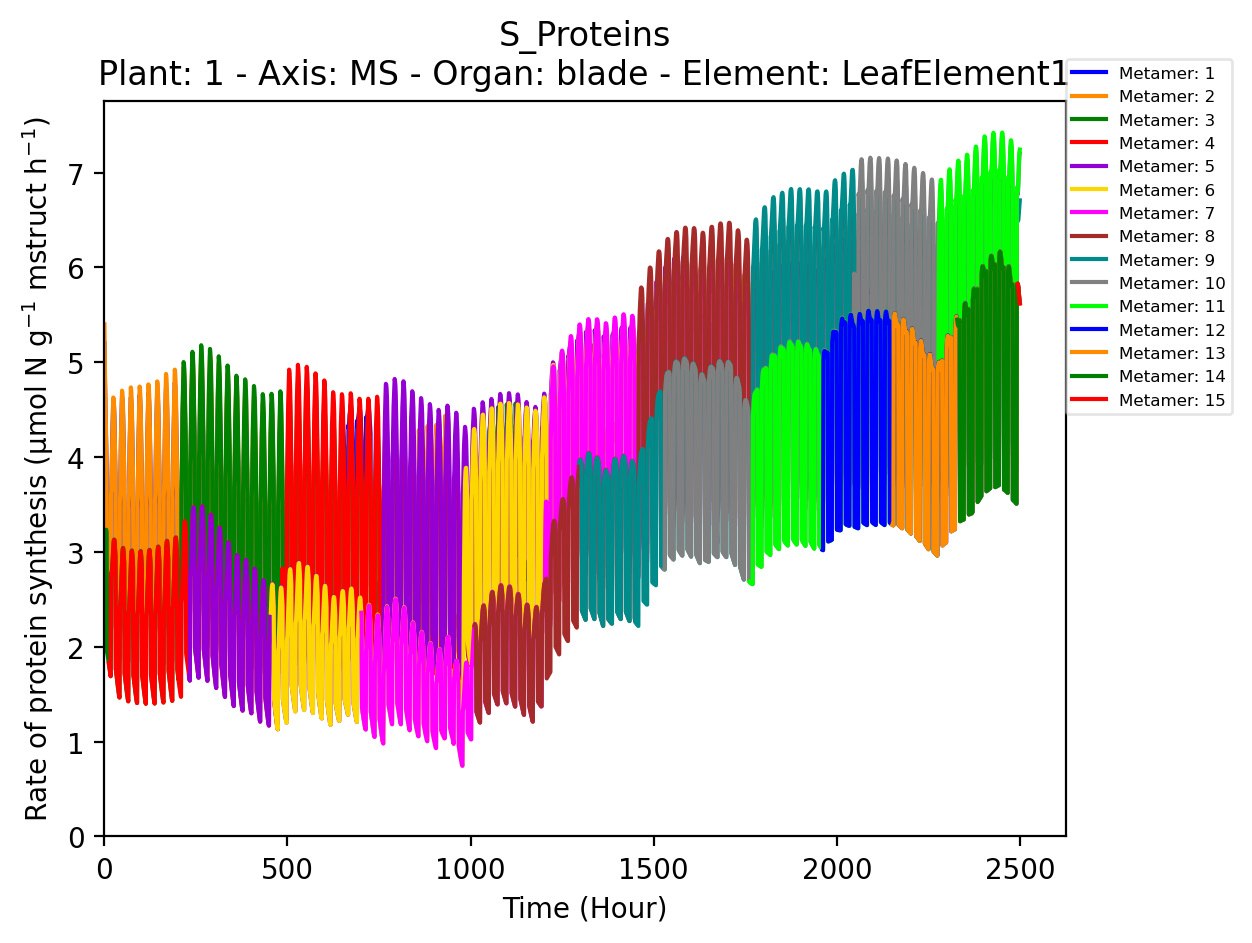 S_Proteins
Plant: 1 - Axis: MS - Organ: blade - Element: LeafElement1
Rate of protein synthesis (µmol N g⁻¹ mstruct h⁻¹)
7
6
5
4
3
2
1
0
0 500 1000 1500 2000 2500
Time (Hour)
Metamer: 1
Metamer: 2
Metamer: 3
Metamer: 4
Metamer: 5
Metamer: 6
Metamer: 7
Metamer: 8
Metamer: 9
Metamer: 10
Metamer: 11
Metamer: 12
Metamer: 13
Metamer: 14
Metamer: 15